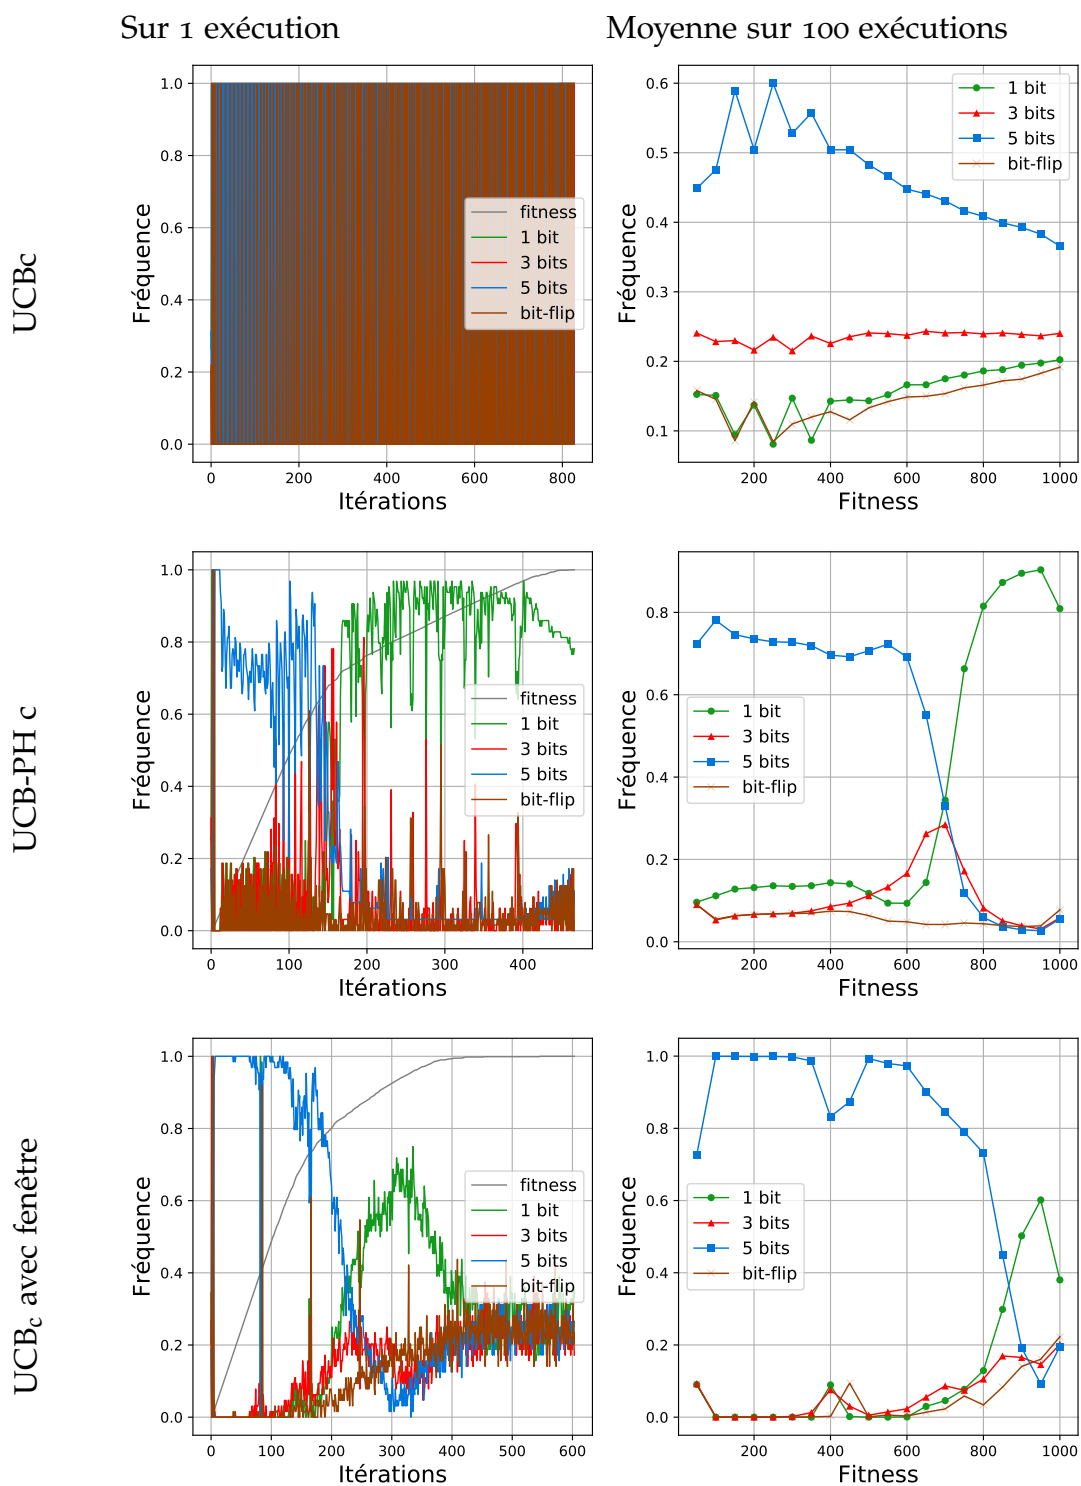 Sur 1 exécution
Moyenne sur 100 exécutions
UCBc
Fréquence
1.0
0.8
0.6
0.4
0.2
0.0
0 200 400 600 800
Itérations
fitness
1 bit
3 bits
5 bits
bit-flip
Fréquence
0.6
0.5
0.4
0.3
0.2
0.1
200 400 600 800 1000
Fitness
1 bit
3 bits
5 bits
bit-flip
UCB-PH c
Fréquence
1.0
0.8
0.6
0.4
0.2
0.0
0 100 200 300 400
Itérations
fitness
1 bit
3 bits
5 bits
bit-flip
Fréquence
0.8
0.6
0.4
0.2
0.0
200 400 600 800 1000
Fitness
1 bit
3 bits
5 bits
bit-flip
UCBc avec fenêtre
Fréquence
1.0
0.8
0.6
0.4
0.2
0.0
0 100 200 300 400 500 600
Itérations
fitness
1 bit
3 bits
5 bits
bit-flip
Fréquence
1.0
0.8
0.6
0.4
0.2
0.0
200 400 600 800 1000
Fitness
1 bit
3 bits
5 bits
bit-flip